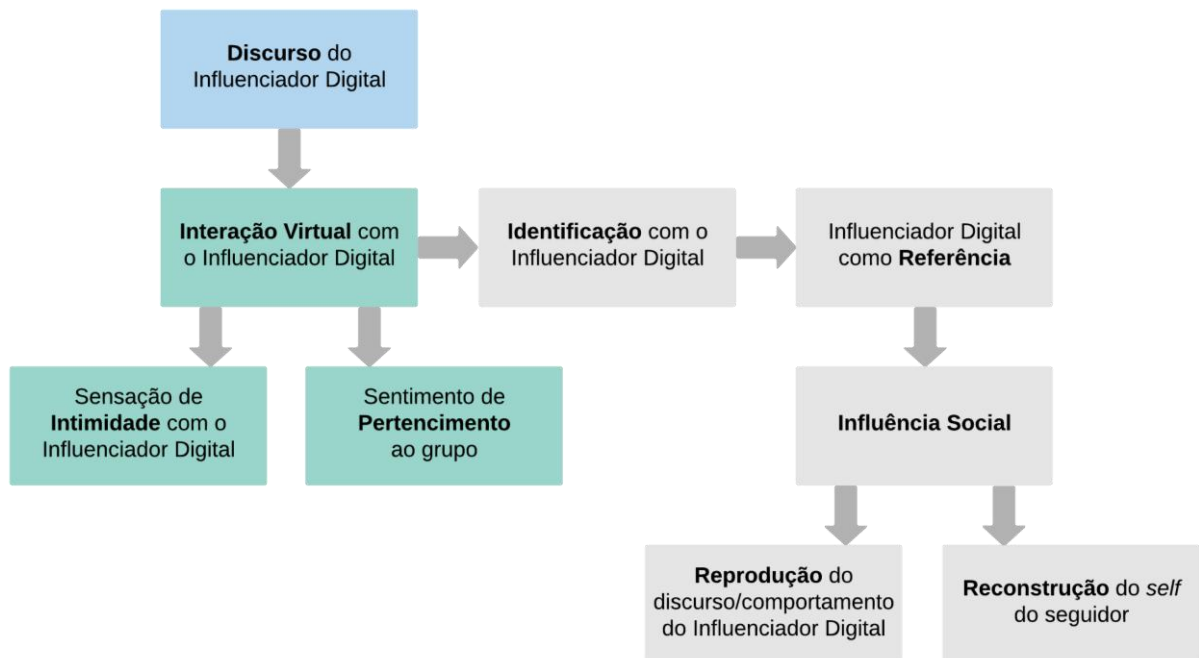 Discurso do
Influenciador Digital
Interação Virtual com
o Influenciador Digital
Identificação com o
Influenciador Digital
Influenciador Digital
como Referência
Sensação de
Intimidade com o
Influenciador Digital
Sentimento de
Pertencimento
ao grupo
Influência Social
Reprodução do
discurso/comportamento
do Influenciador Digital
Reconstrução do self
do seguidor